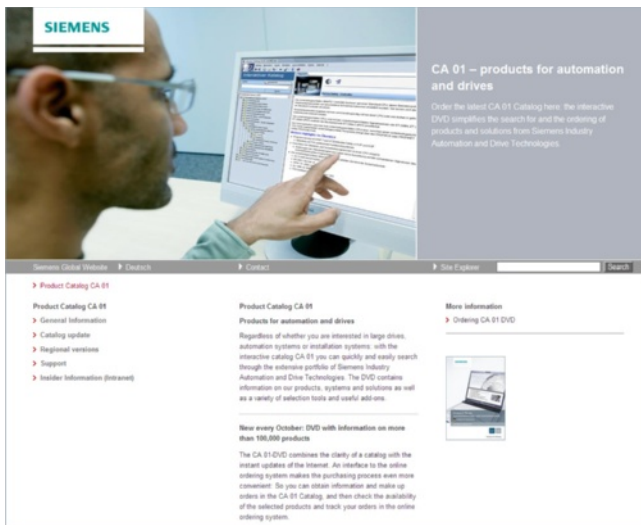 SIEMENS
CA 01 – products for automation
and drives
Order the latest CA 01 Catalog here: the interactive
DVD simplifies the search for and the ordering of
products and solutions from Siemens Industry
Automation and Drive Technologies.
Siemens Global Website Deutsch Contact Site Explorer Search
Product Catalog CA 01
Product Catalog CA 01
General Information
Catalog update
Regional versions
Support
Insider Information (Intranet)
Product Catalog CA 01
Products for automation and drives
Regardless of whether you are interested in large drives,
automation systems or installation systems: with the
interactive catalog CA 01 you can quickly and easily search
through the extensive portfolio of Siemens Industry
Automation and Drive Technologies. The DVD contains
information on our products, systems and solutions as well
as a variety of selection tools and useful add-ons.
New every October: DVD with information on more
than 100,000 products
The CA 01-DVD combines the clarity of a catalog with the
instant updates of the Internet. An interface to the online
ordering system makes the purchasing process even more
convenient: So you can obtain information and make up
orders in the CA 01 Catalog, and then check the availability
of the selected products and track your orders in the online
ordering system.
More information
Ordering CA 01 DVD